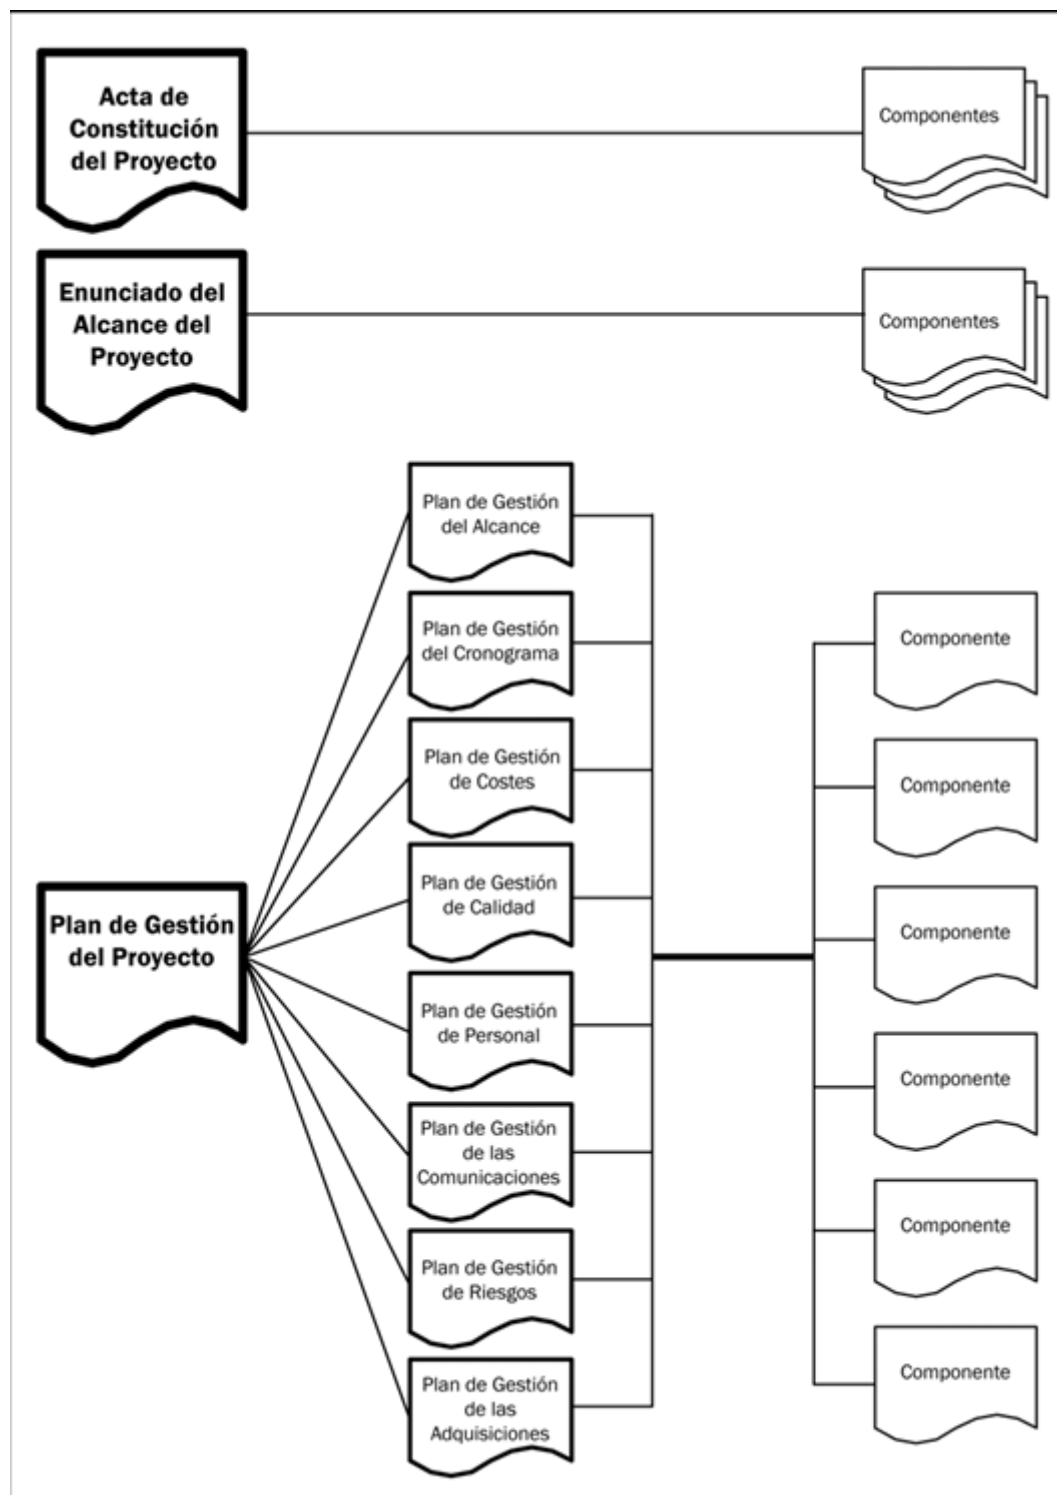 Acta de
Constitución
del Proyecto
Componentes
Enunciado del
Alcance del
Proyecto
Componentes
Plan de Gestión
del Proyecto
Plan de Gestión
del Alcance
Plan de Gestión
del Cronograma
Plan de Gestión
de Costes
Plan de Gestión
de Calidad
Plan de Gestión
de Personal
Plan de Gestión
de las
Comunicaciones
Plan de Gestión
de Riesgos
Plan de Gestión
de las
Adquisiciones
Componente
Componente
Componente
Componente
Componente
Componente